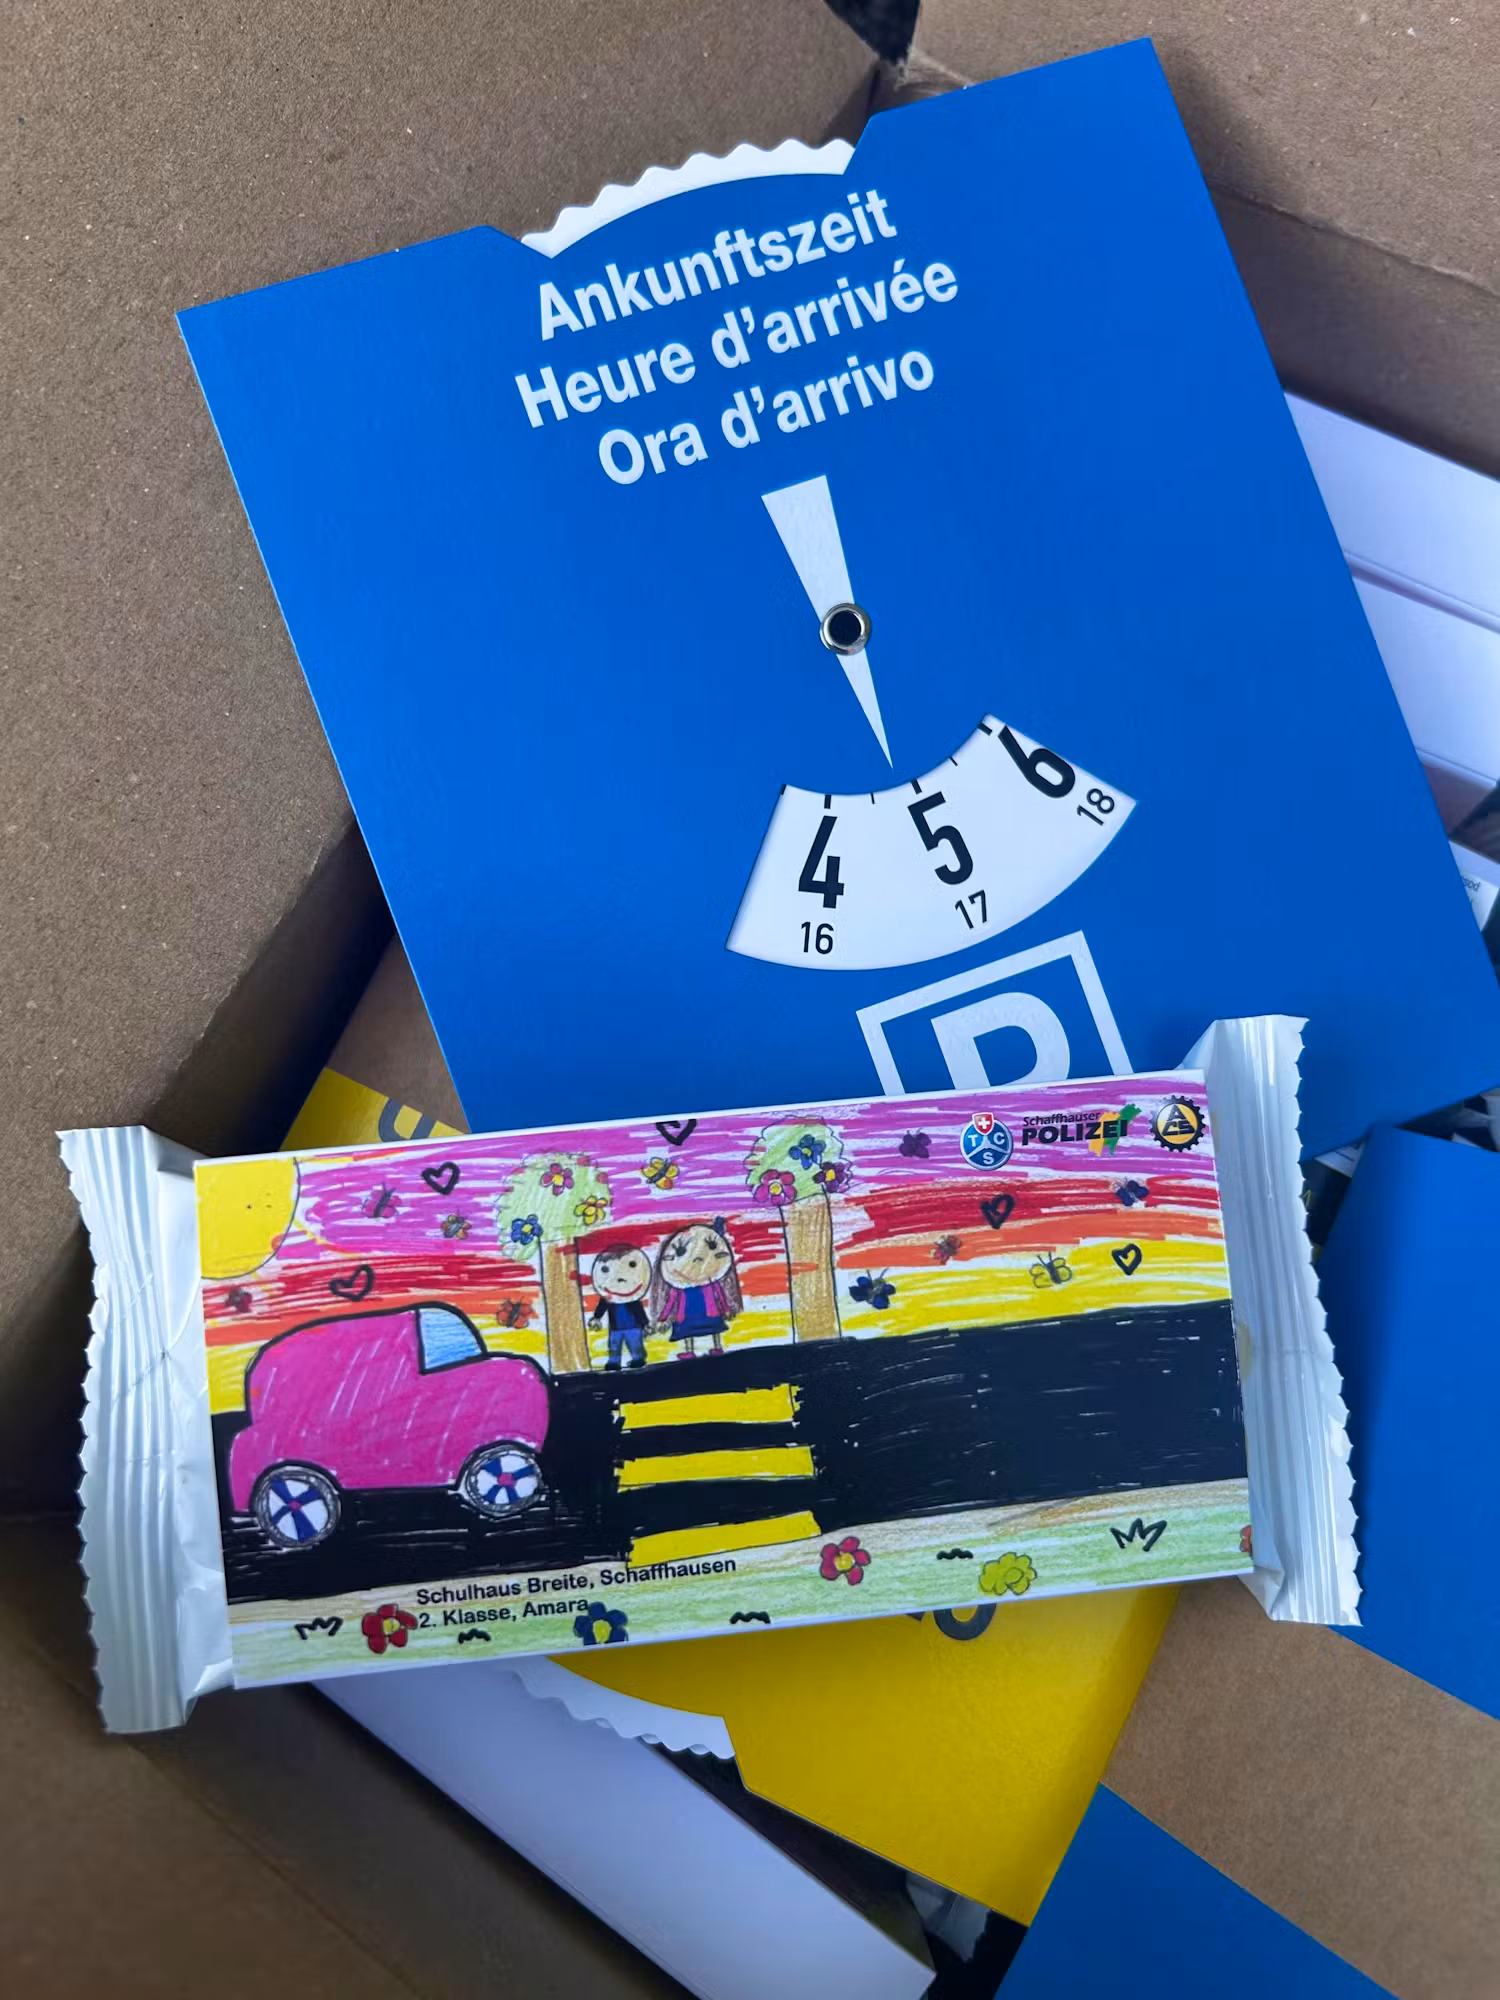 Ankunftszeit
Heure d'arrivée
Ora d'arrivo
4 5 6
16 17 18
P
TCS
Schaffhauser
POLIZEI
ACE
Schulhaus Breite, Schaffhausen
2. Klasse, Amara